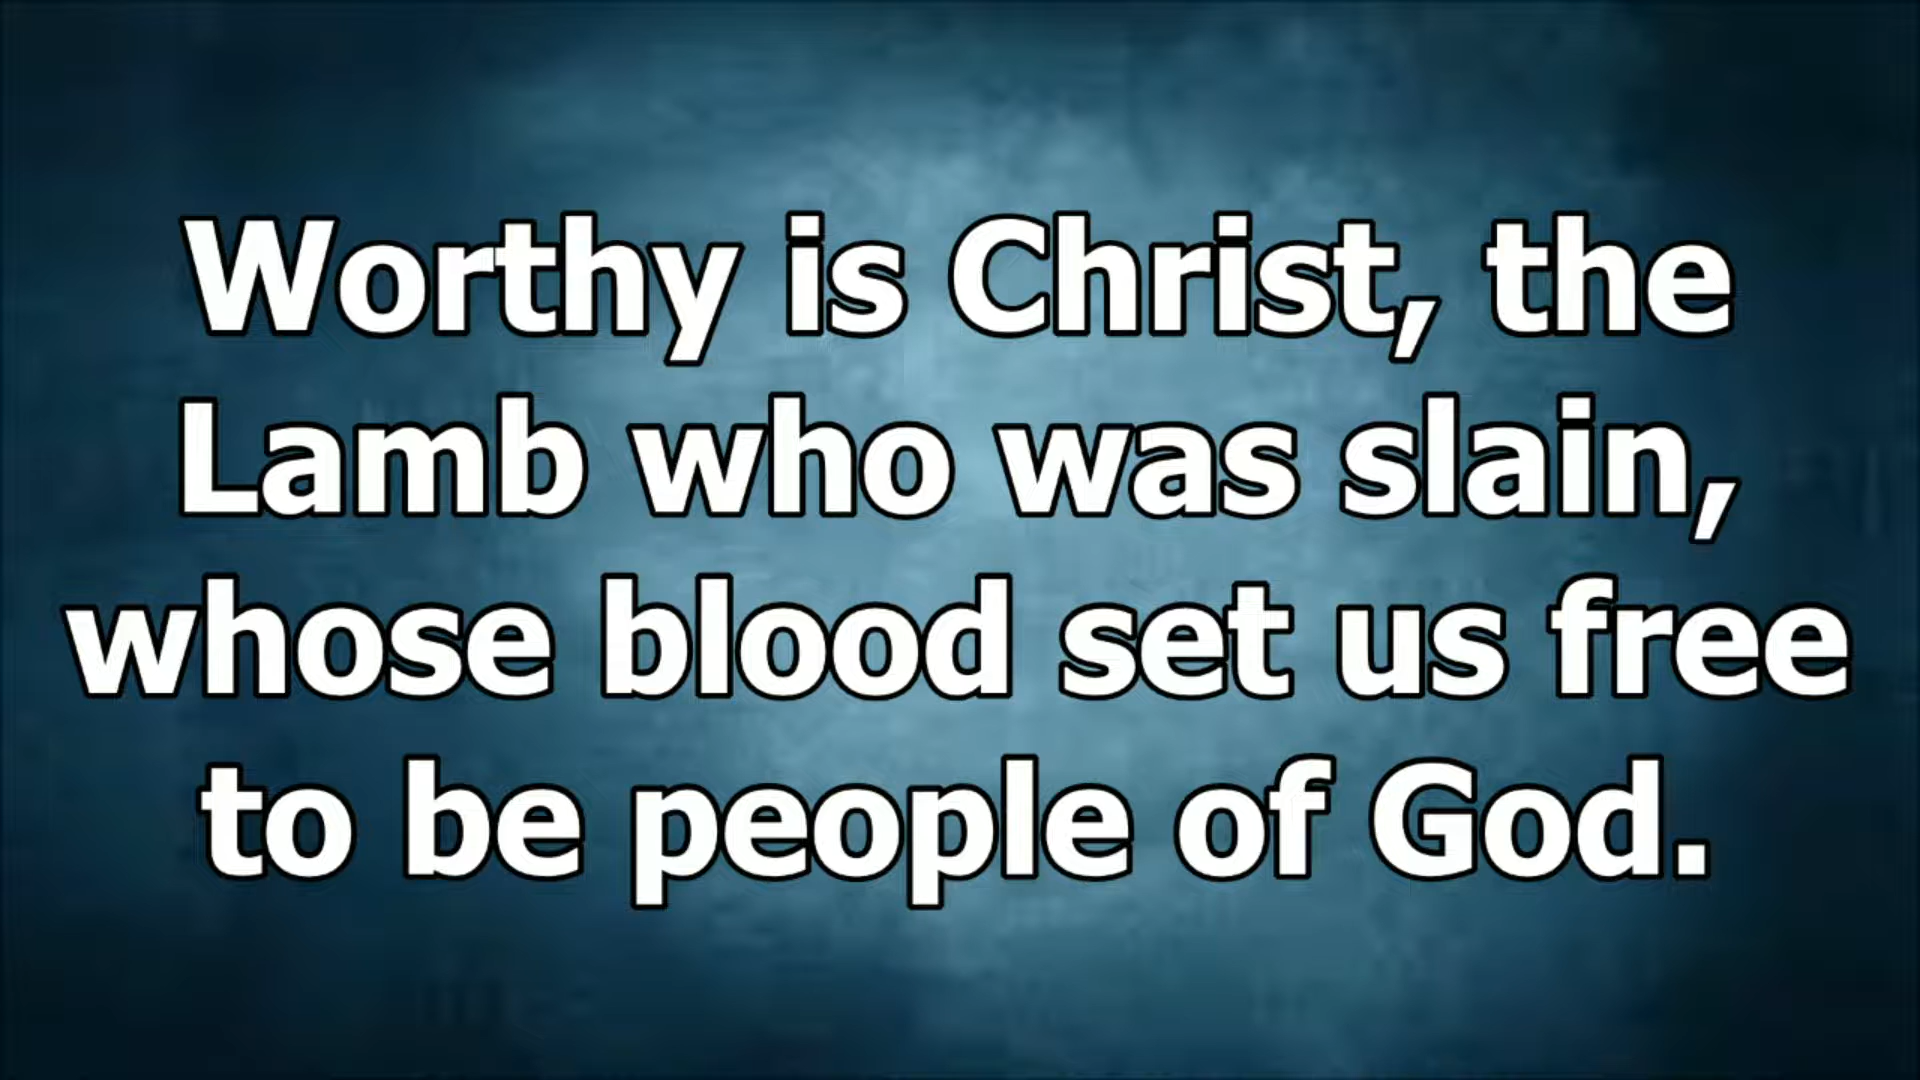 Worthy is Christ, the
Lamb who was slain,
whose blood set us free
to be people of God.